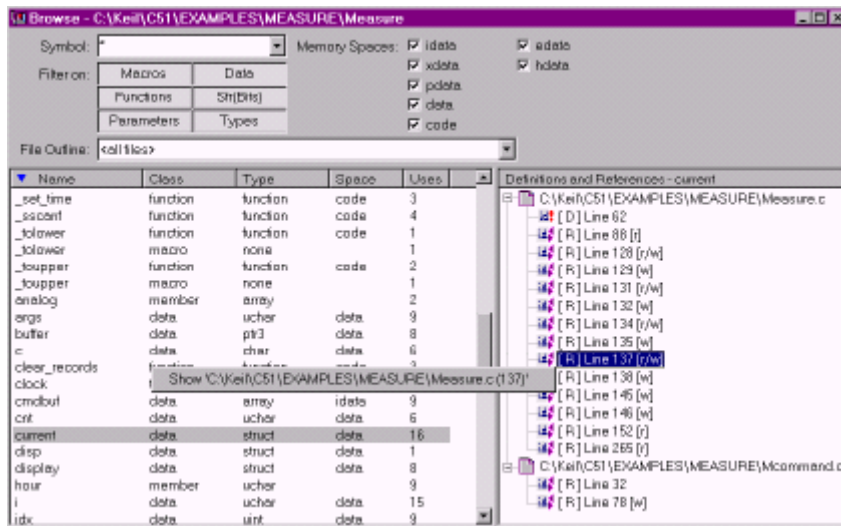 Browse - C:\Keil\C51\EXAMPLES\MEASURE\Measure
Symbol: * Memory Spaces: idata edata
xdata hdata
Filter on: Macros Data pdata
Functions Sfr(Bits) data
Parameters Types code
File Outline: <all files>
Name Class Type Space Uses Definitions and References - current
_set_time function function code 3 C:\Keil\C51\EXAMPLES\MEASURE\Measure.c
_sscanf function function code 4 [ D ] Line 62
_tolower function function code 1 [ R ] Line 88 [r]
_tolower macro none 1 [ R ] Line 128 [r/w]
_toupper function function code 2 [ R ] Line 129 [w]
_toupper macro none 1 [ R ] Line 131 [r/w]
analog member array 2 [ R ] Line 132 [w]
args data uchar data 9 [ R ] Line 134 [r/w]
buffer data ptr3 data 8 [ R ] Line 135 [w]
c data char data 6 [ R ] Line 137 [r/w]
clear_records function function code
clock Show 'C:\Keil\C51\EXAMPLES\MEASURE\Measure.c (137)' [ R ] Line 138 [w]
cmdbuf data array idata 9 [ R ] Line 145 [w]
cnt data uchar data 6 [ R ] Line 146 [w]
current data struct data 16 [ R ] Line 152 [r]
disp data struct data 1 [ R ] Line 265 [r]
display data struct data 8 C:\Keil\C51\EXAMPLES\MEASURE\Mcommand.c
hour member uchar 9 [ R ] Line 32
i data uchar data 15 [ R ] Line 78 [w]
idx data uint data 9